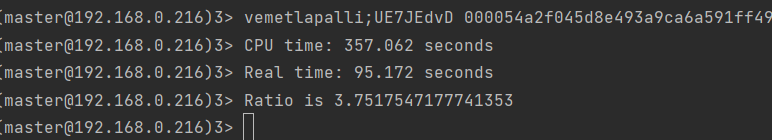 (master@192.168.0.216)3> vemetlapalli;UE7JEdvD 000054a2f045d8e493a9ca6a591ff49
(master@192.168.0.216)3> CPU time: 357.062 seconds
(master@192.168.0.216)3> Real time: 95.172 seconds
(master@192.168.0.216)3> Ratio is 3.7517547177741353
(master@192.168.0.216)3>